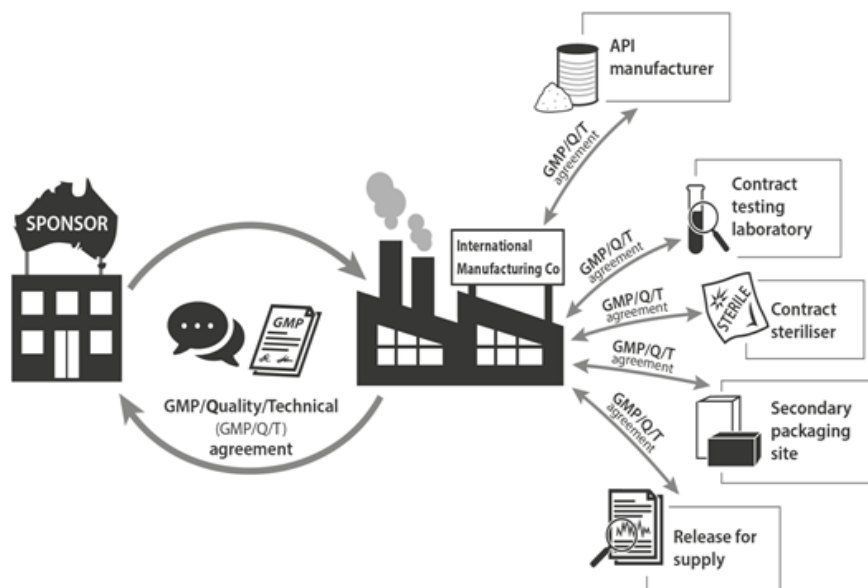 SPONSOR
GMP
GMP/Quality/Technical
(GMP/Q/T)
agreement
International
Manufacturing Co
GMP/Q/T
agreement
API
manufacturer
GMP/Q/T
agreement
Contract
testing
laboratory
GMP/Q/T
agreement
STERILE
Contract
steriliser
GMP/Q/T
agreement
Secondary
packaging
site
GMP/Q/T
agreement
Release for
supply